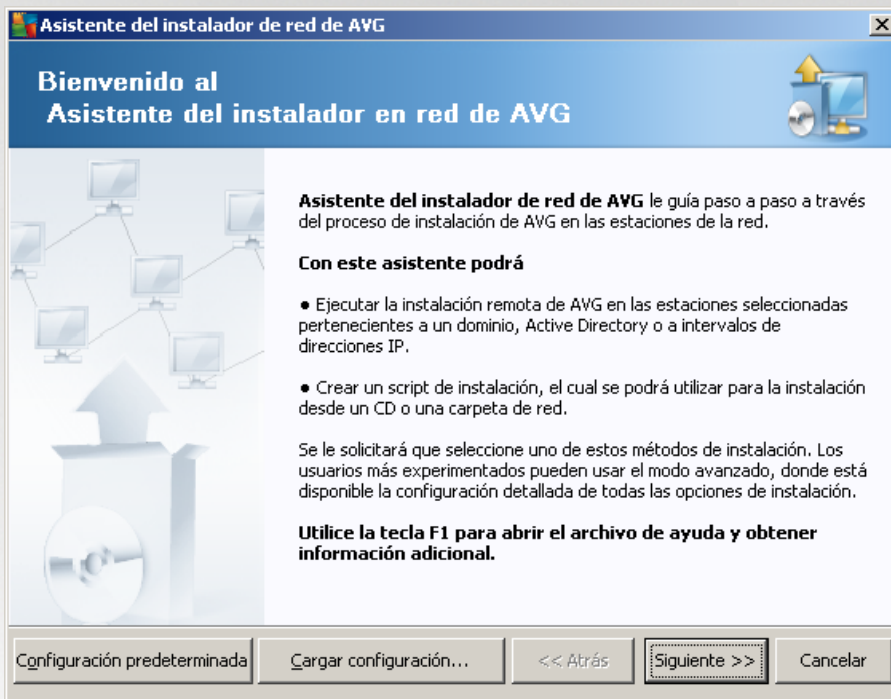 Asistente del instalador de red de AVG
Bienvenido al
Asistente del instalador en red de AVG
Asistente del instalador de red de AVG le guía paso a paso a través
del proceso de instalación de AVG en las estaciones de la red.
Con este asistente podrá
● Ejecutar la instalación remota de AVG en las estaciones seleccionadas
pertenecientes a un dominio, Active Directory o a intervalos de
direcciones IP.
● Crear un script de instalación, el cual se podrá utilizar para la instalación
desde un CD o una carpeta de red.
Se le solicitará que seleccione uno de estos métodos de instalación. Los
usuarios más experimentados pueden usar el modo avanzado, donde está
disponible la configuración detallada de todas las opciones de instalación.
Utilice la tecla F1 para abrir el archivo de ayuda y obtener
información adicional.
Configuración predeterminada
Cargar configuración...
<< Atrás
Siguiente >>
Cancelar